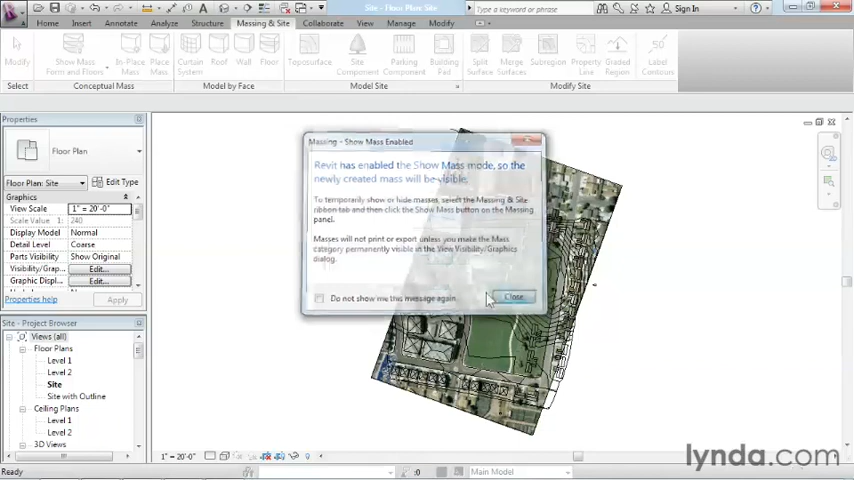 Site - Floor Plan: Site
Type a keyword or phrase
Sign In
Home
Insert
Annotate
Analyze
Structure
Massing & Site
Collaborate
View
Manage
Modify
Modify
Show Mass
Form and Floors
In-Place
Mass
Place
Mass
Curtain
System
Roof
Wall
Floor
Toposurface
Site
Component
Parking
Component
Building
Pad
Split
Surface
Merge
Surfaces
Subregion
Property
Line
Graded
Region
Label
Contours
Select
Conceptual Mass
Model by Face
Model Site
Modify Site
Properties
Floor Plan
Floor Plan: Site
Edit Type
Graphics
View Scale
1" = 20'-0"
Scale Value 1:
240
Display Model
Normal
Detail Level
Coarse
Parts Visibility
Show Original
Visibility/Grap...
Edit...
Graphic Displ...
Edit...
Properties help
Apply
Site - Project Browser
Views (all)
Floor Plans
Level 1
Level 2
Site
Site with Outline
Ceiling Plans
Level 1
Level 2
3D Views
Massing - Show Mass Enabled
Revit has enabled the Show Mass mode, so the
newly created mass will be visible.
To temporarily show or hide masses, select the Massing & Site
ribbon tab and then click the Show Mass button on the Massing
panel.
Masses will not print or export unless you make the Mass
category permanently visible in the View Visibility/Graphics
dialog.
Do not show me this message again
Close
1" = 20'-0"
Ready
:0
Main Model
lynda.com